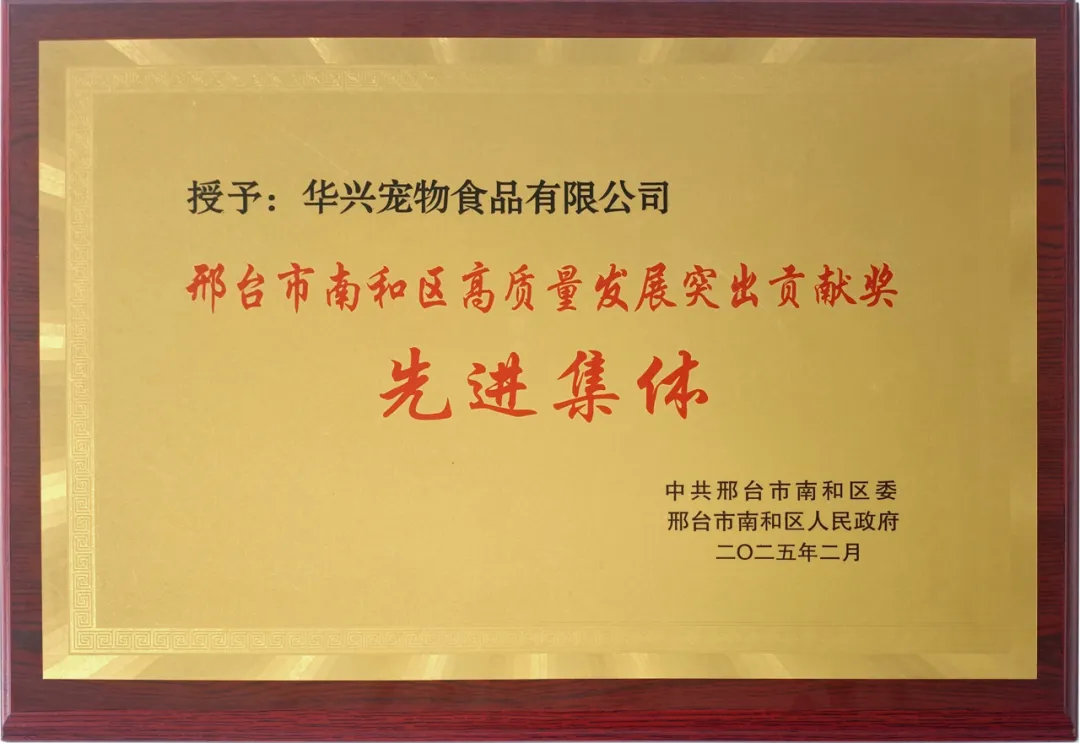 授予：华兴宠物食品有限公司
邢台市南和区高质量发展突出贡献奖
先进集体
中共邢台市南和区委
邢台市南和区人民政府
二〇二五年二月